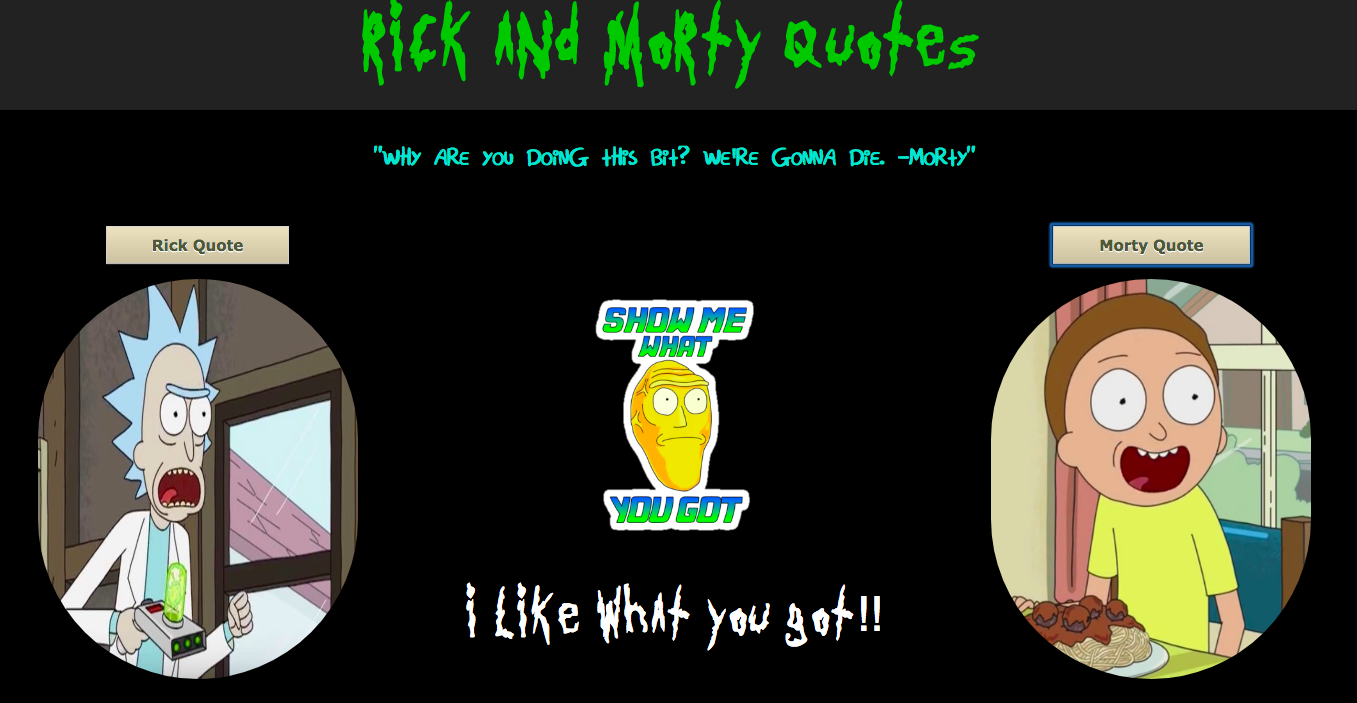 Rick and Morty Quotes
"Why are you doing this bit? We're gonna die. -Morty"
Rick Quote
Morty Quote
SHOW ME
WHAT
YOU GOT
i like what you got!!